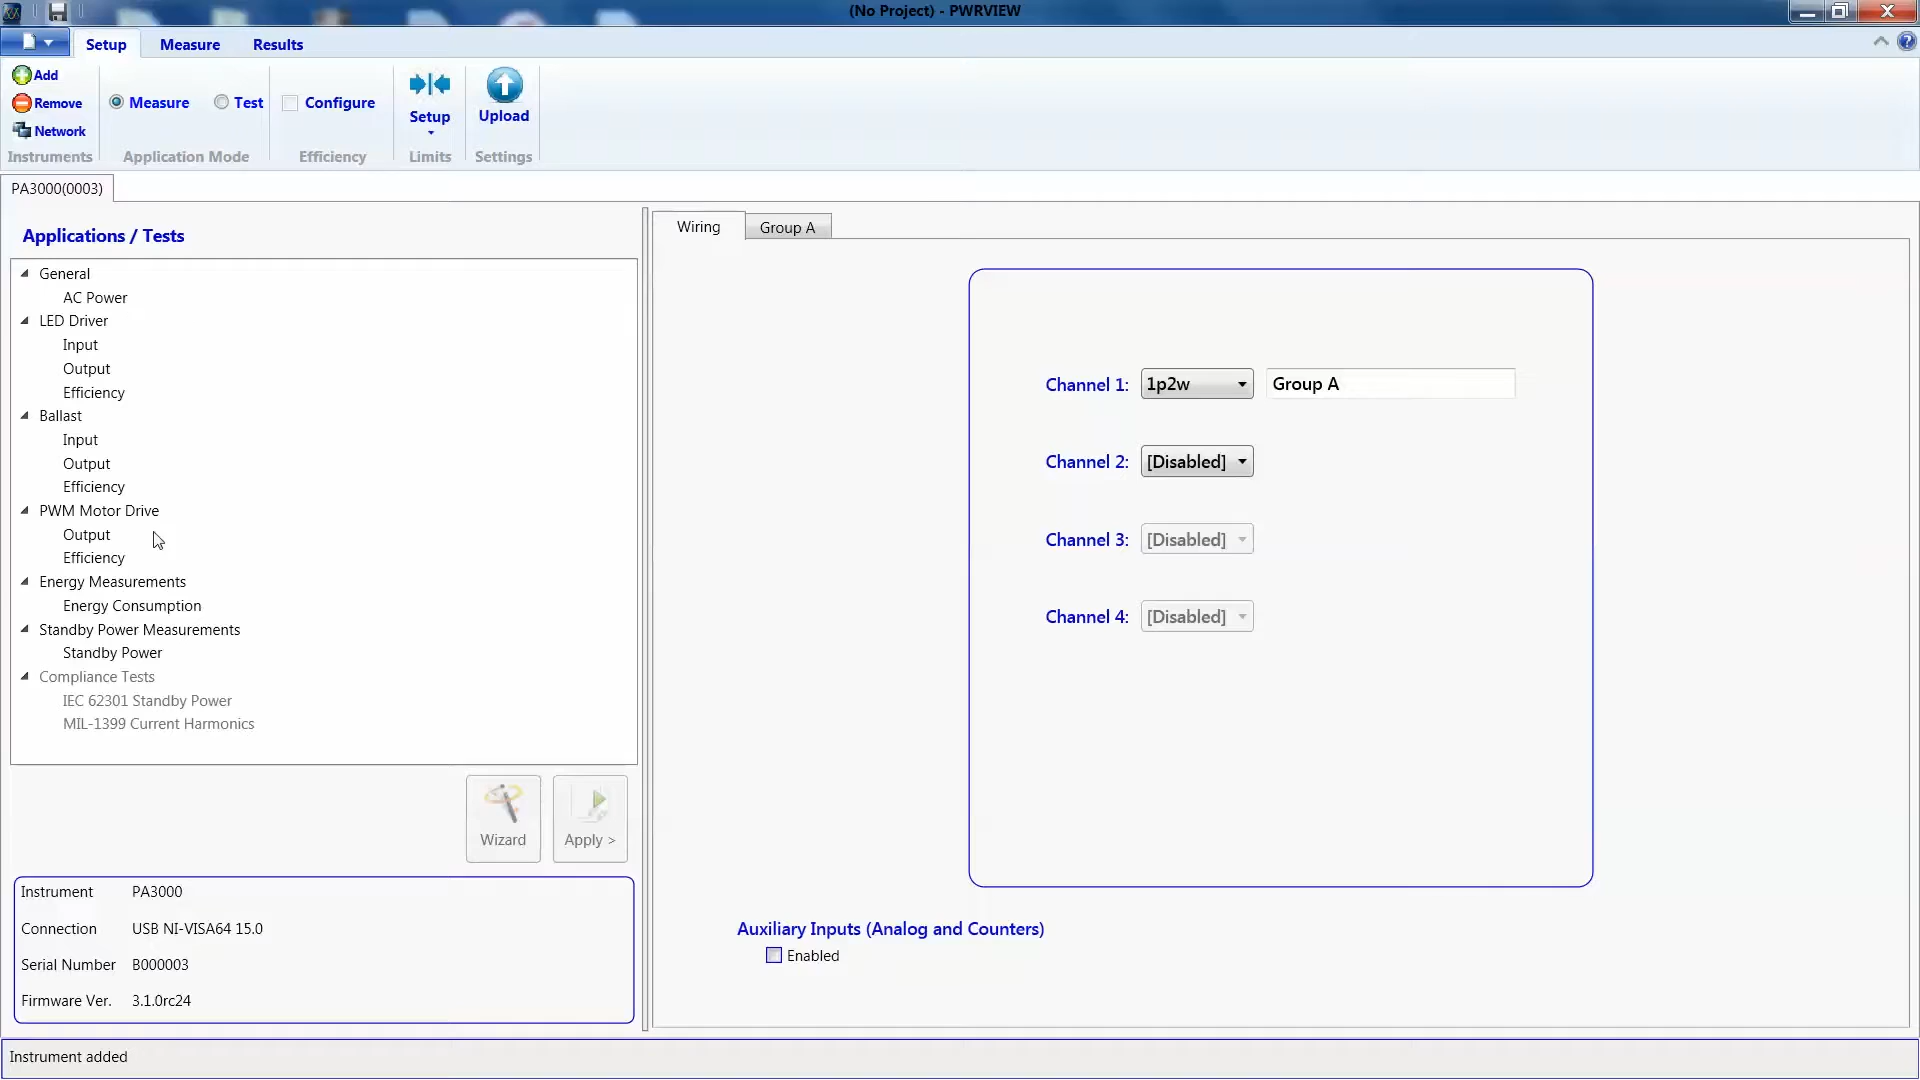 (No Project) - PWRVIEW
Setup
Measure
Results
Add
Remove
Network
Instruments
Measure
Test
Application Mode
Configure
Efficiency
Setup
Limits
Upload
Settings
PA3000(0003)
Applications / Tests
General
AC Power
LED Driver
Input
Output
Efficiency
Ballast
Input
Output
Efficiency
PWM Motor Drive
Output
Efficiency
Energy Measurements
Energy Consumption
Standby Power Measurements
Standby Power
Compliance Tests
IEC 62301 Standby Power
MIL-1399 Current Harmonics
Wizard
Apply >
Instrument PA3000
Connection USB NI-VISA64 15.0
Serial Number B000003
Firmware Ver. 3.1.0rc24
Wiring
Group A
Channel 1: 1p2w Group A
Channel 2: [Disabled]
Channel 3: [Disabled]
Channel 4: [Disabled]
Auxiliary Inputs (Analog and Counters)
Enabled
Instrument added